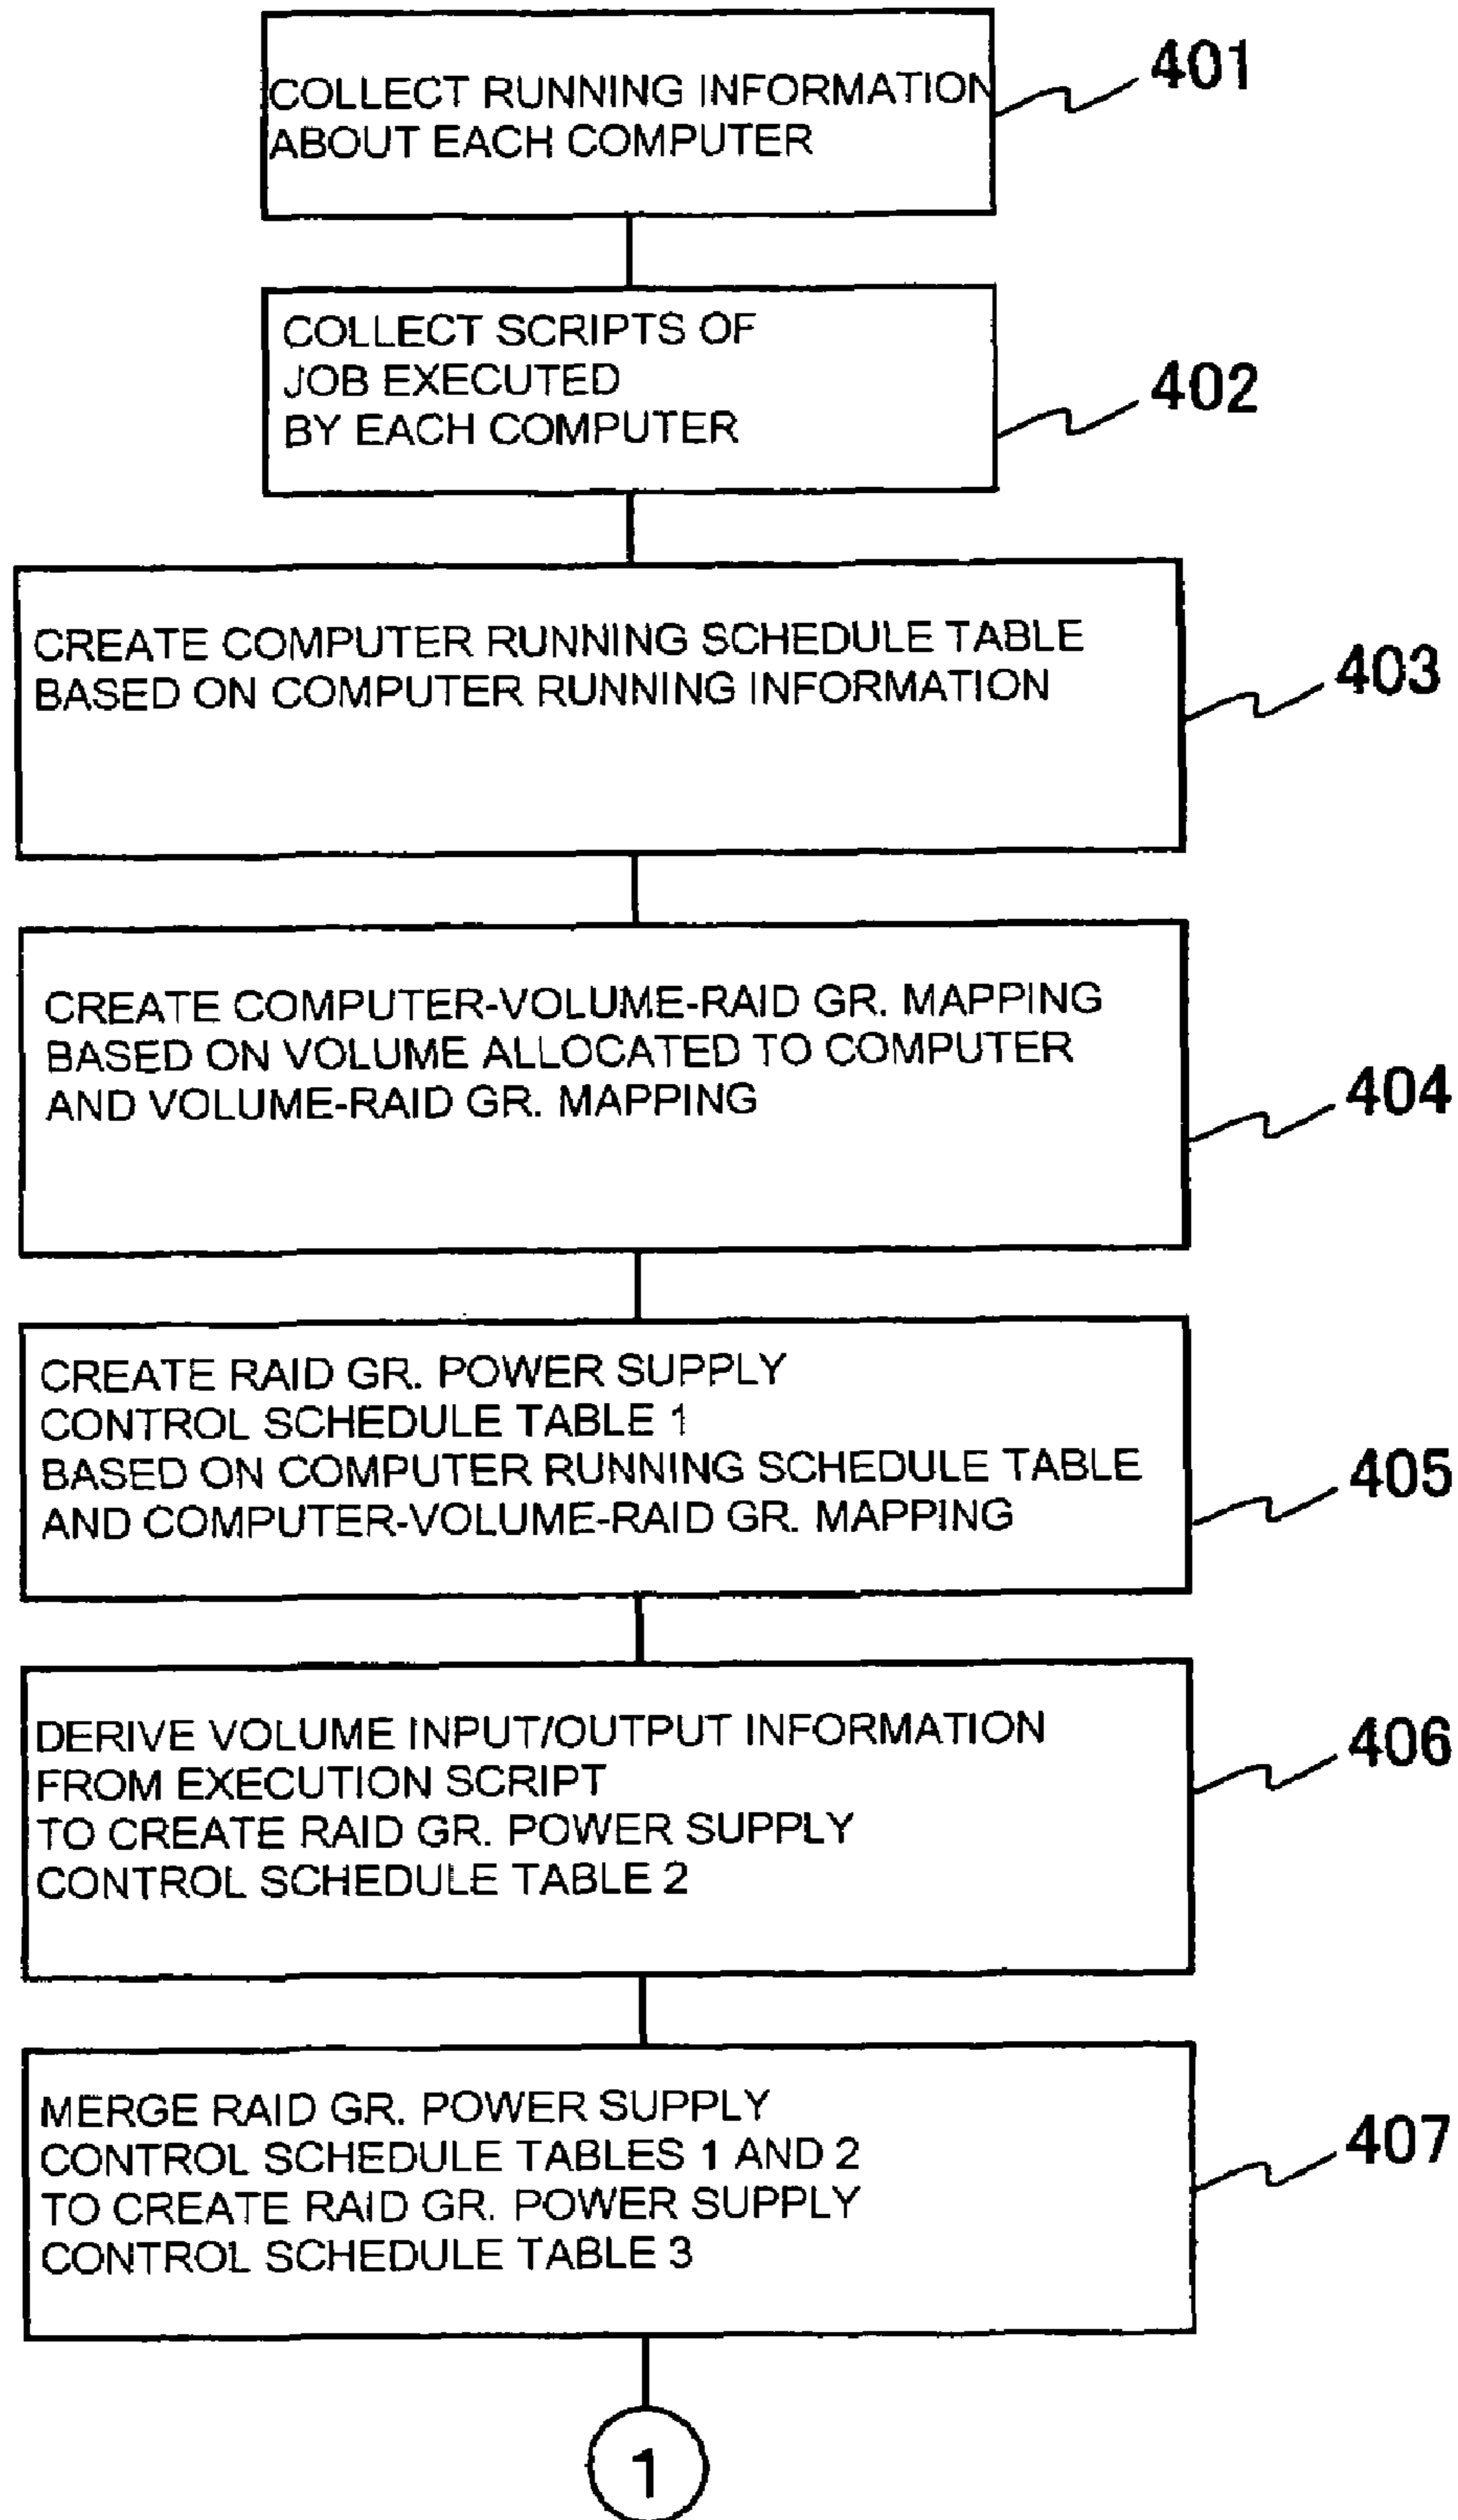 COLLECT RUNNING INFORMATION
ABOUT EACH COMPUTER
401
COLLECT SCRIPTS OF
JOB EXECUTED
BY EACH COMPUTER
402
CREATE COMPUTER RUNNING SCHEDULE TABLE
BASED ON COMPUTER RUNNING INFORMATION
403
CREATE COMPUTER-VOLUME-RAID GR. MAPPING
BASED ON VOLUME ALLOCATED TO COMPUTER
AND VOLUME-RAID GR. MAPPING
404
CREATE RAID GR. POWER SUPPLY
CONTROL SCHEDULE TABLE 1
BASED ON COMPUTER RUNNING SCHEDULE TABLE
AND COMPUTER-VOLUME-RAID GR. MAPPING
405
DERIVE VOLUME INPUT/OUTPUT INFORMATION
FROM EXECUTION SCRIPT
TO CREATE RAID GR. POWER SUPPLY
CONTROL SCHEDULE TABLE 2
406
MERGE RAID GR. POWER SUPPLY
CONTROL SCHEDULE TABLES 1 AND 2
TO CREATE RAID GR. POWER SUPPLY
CONTROL SCHEDULE TABLE 3
407
1